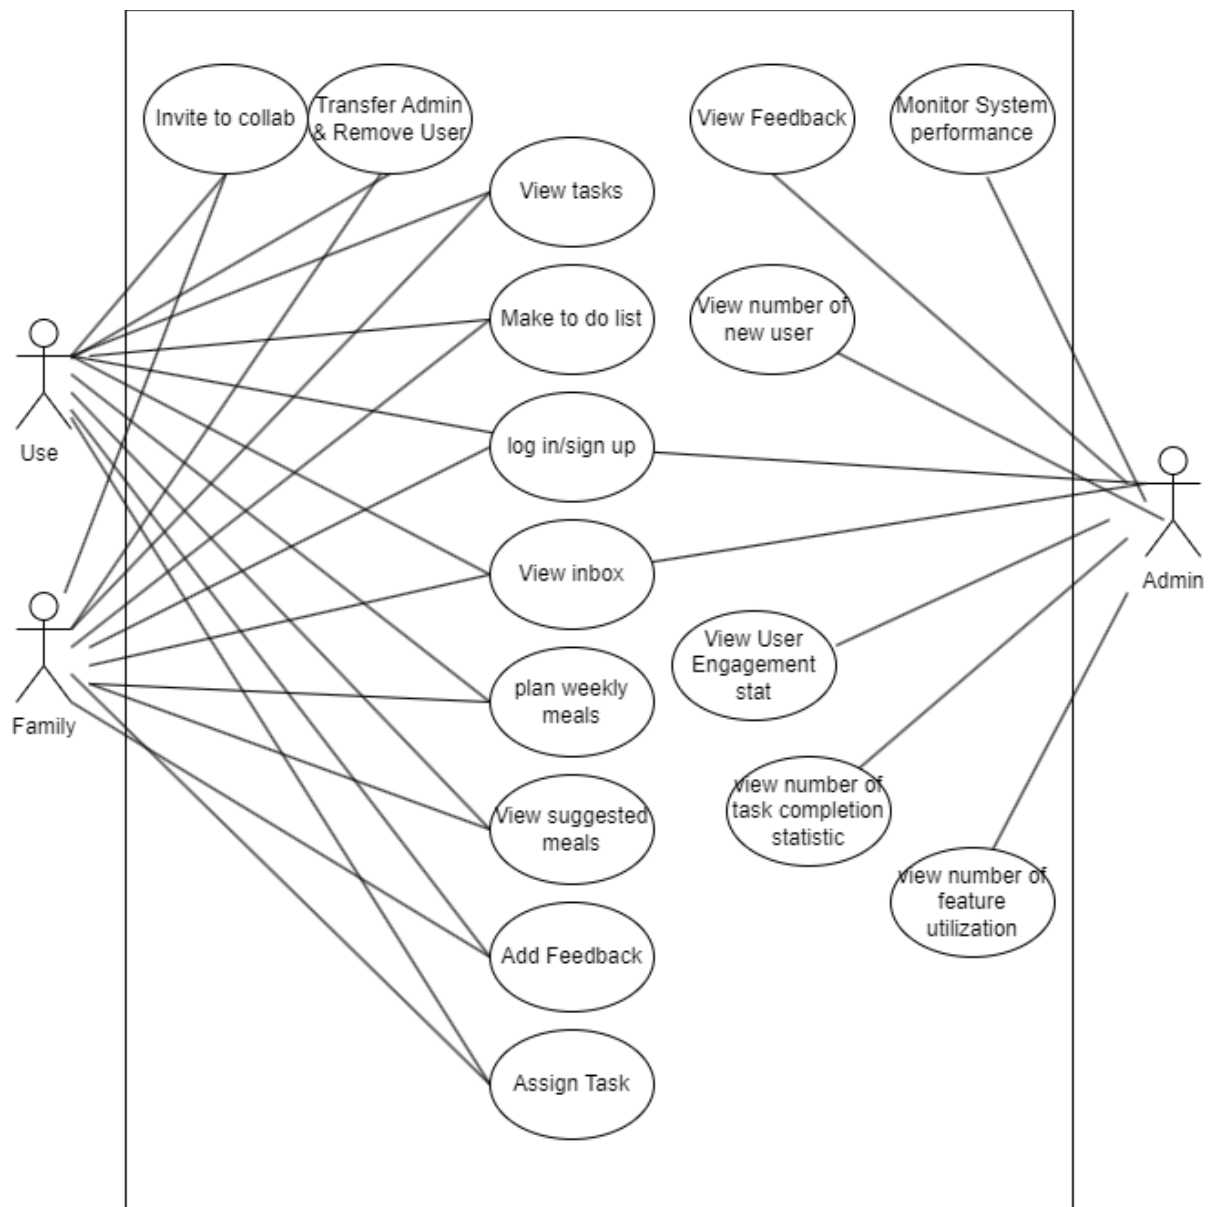 Invite to collab
Transfer Admin
& Remove User
View Feedback
Monitor System
performance
View tasks
View number of
new user
Make to do list
Use
log in/sign up
View inbox
Admin
Family
View User
Engagement
stat
plan weekly
meals
view number of
task completion
statistic
View suggested
meals
view number of
feature
utilization
Add Feedback
Assign Task